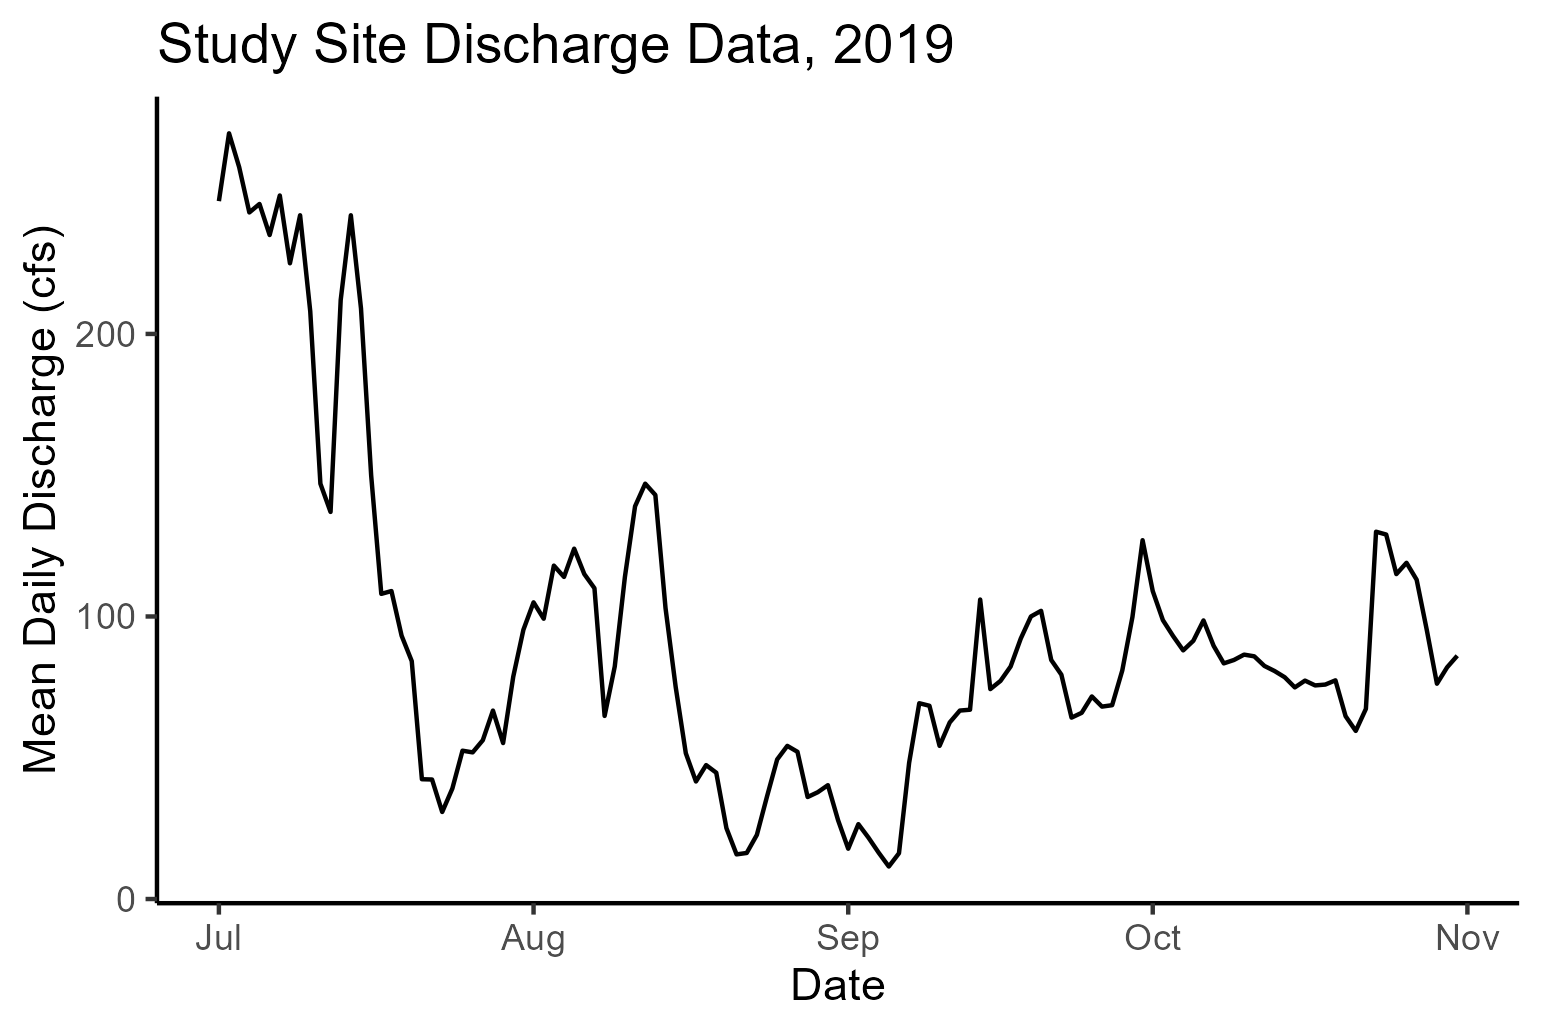 Study Site Discharge Data, 2019
Mean Daily Discharge (cfs)
200
100
0
Jul Aug Sep Oct Nov
Date